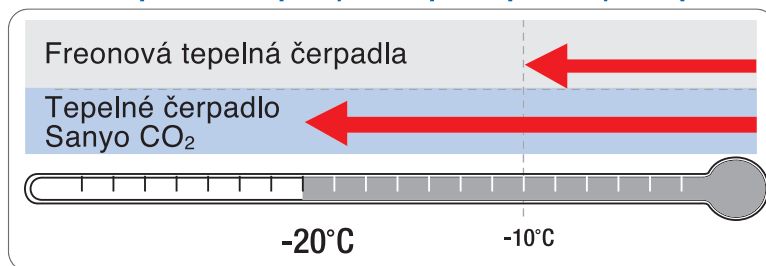 Freonová tepelná čerpadla
Tepelné čerpadlo
Sanyo CO₂
-20°C
-10°C